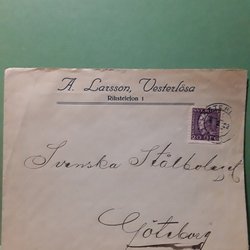 A. Larsson, Vesterlösa
Rikstelefon 1
Svenska Stålbolaget
Göteborg